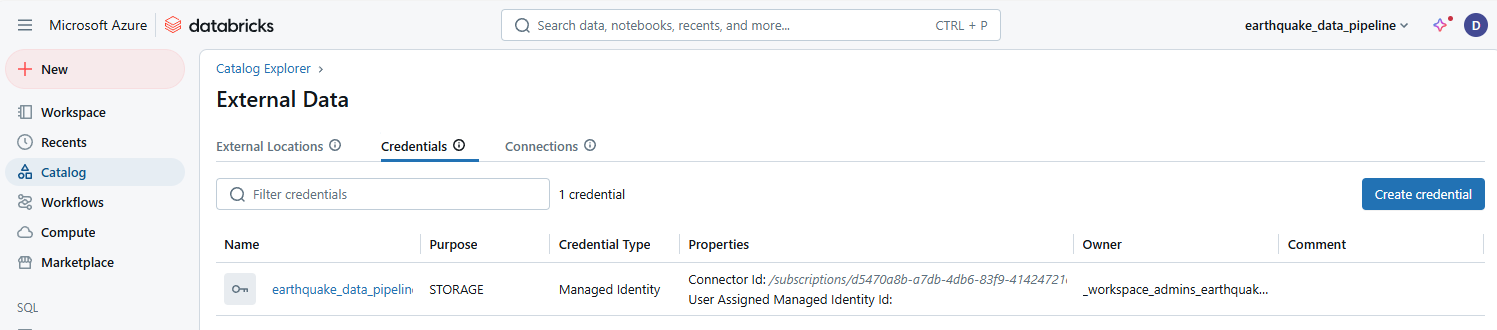 Microsoft Azure databricks Search data, notebooks, recents, and more... CTRL + P earthquake_data_pipeline D
New
Workspace
Recents
Catalog
Workflows
Compute
Marketplace
SQL
Catalog Explorer >
External Data
External Locations Credentials Connections
Filter credentials 1 credential Create credential
Name Purpose Credential Type Properties Owner Comment
earthquake_data_pipeline STORAGE Managed Identity Connector Id: /subscriptions/d5470a8b-a7db-4db6-83f9-41424721 _workspace_admins_earthquak...
User Assigned Managed Identity Id: